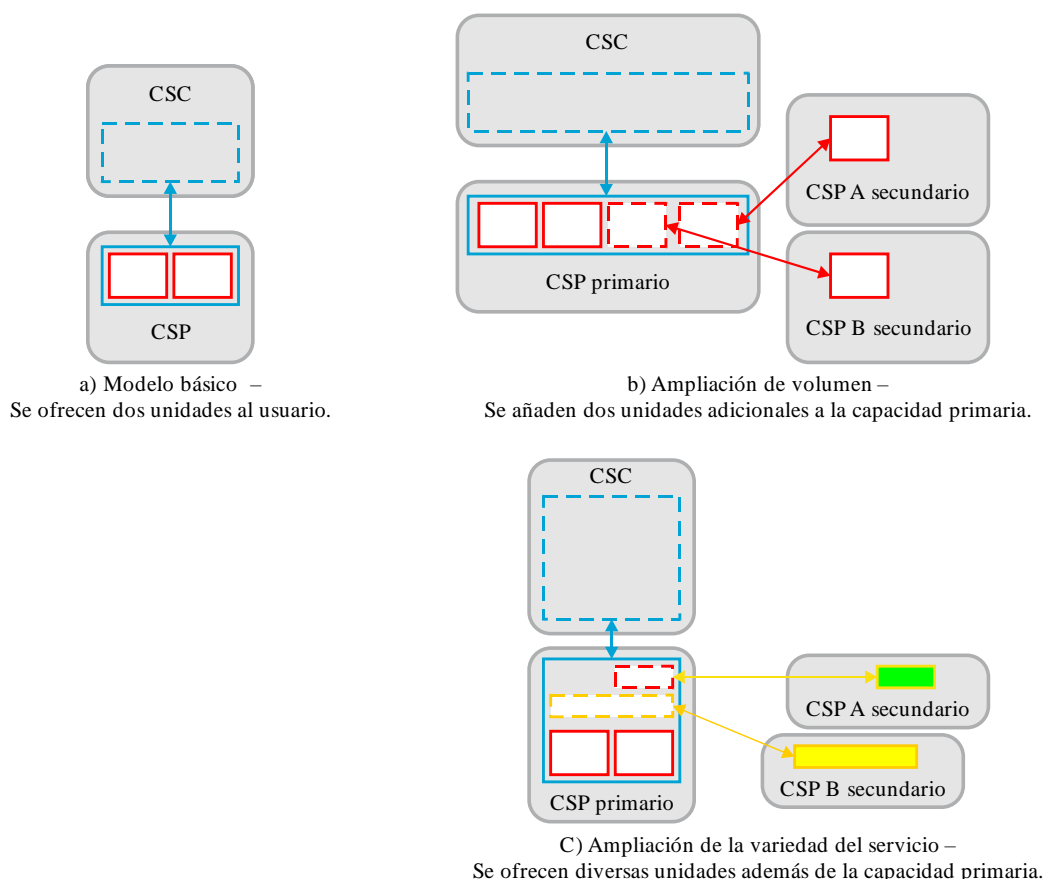 CSC
CSP
a) Modelo básico –
Se ofrecen dos unidades al usuario.
CSC
CSP primario
CSP A secundario
CSP B secundario
b) Ampliación de volumen –
Se añaden dos unidades adicionales a la capacidad primaria.
CSC
CSP primario
CSP A secundario
CSP B secundario
C) Ampliación de la variedad del servicio –
Se ofrecen diversas unidades además de la capacidad primaria.